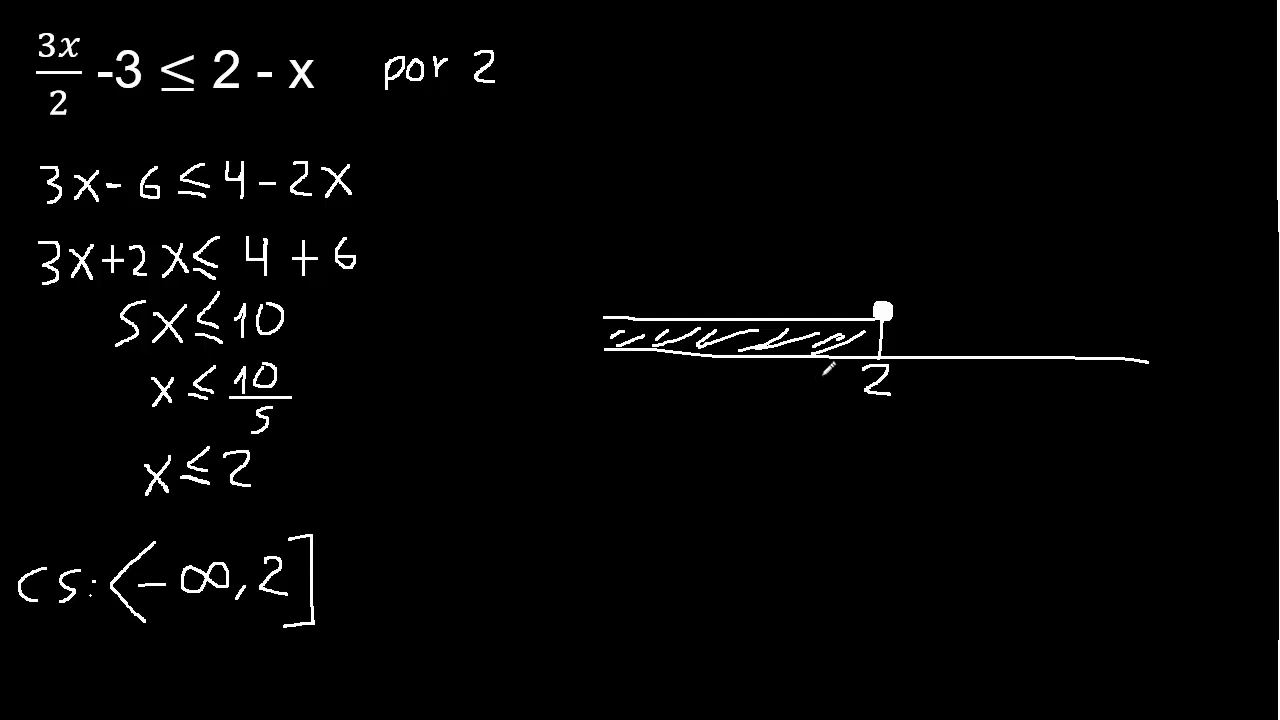 3x/2 -3 ≤ 2 - x por 2
3x - 6 ≤ 4 - 2x
3x+2x ≤ 4 + 6
5x ≤ 10
x ≤ 10/5
x ≤ 2
CS: ⟨-∞, 2]
2